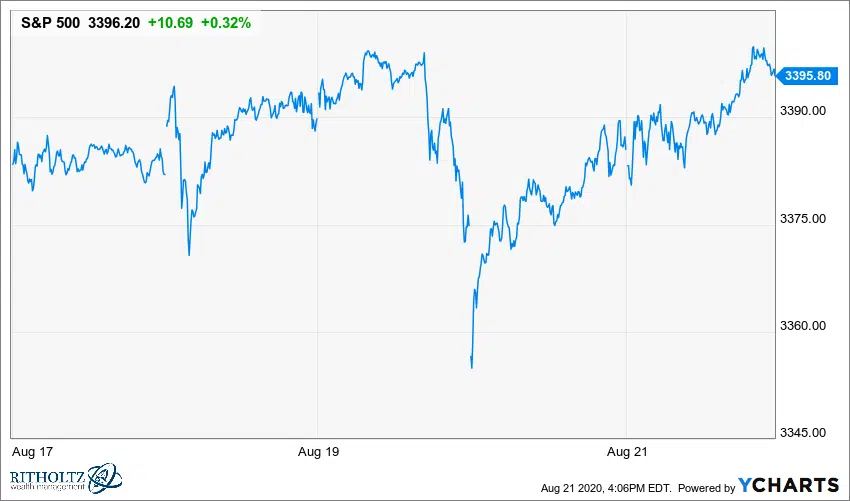 S&P 500 3396.20 +10.69 +0.32%
3395.80
3390.00
3375.00
3360.00
3345.00
Aug 17 Aug 19 Aug 21
RITHOLTZ
wealth management
Aug 21 2020, 4:06PM EDT. Powered by YCHARTS